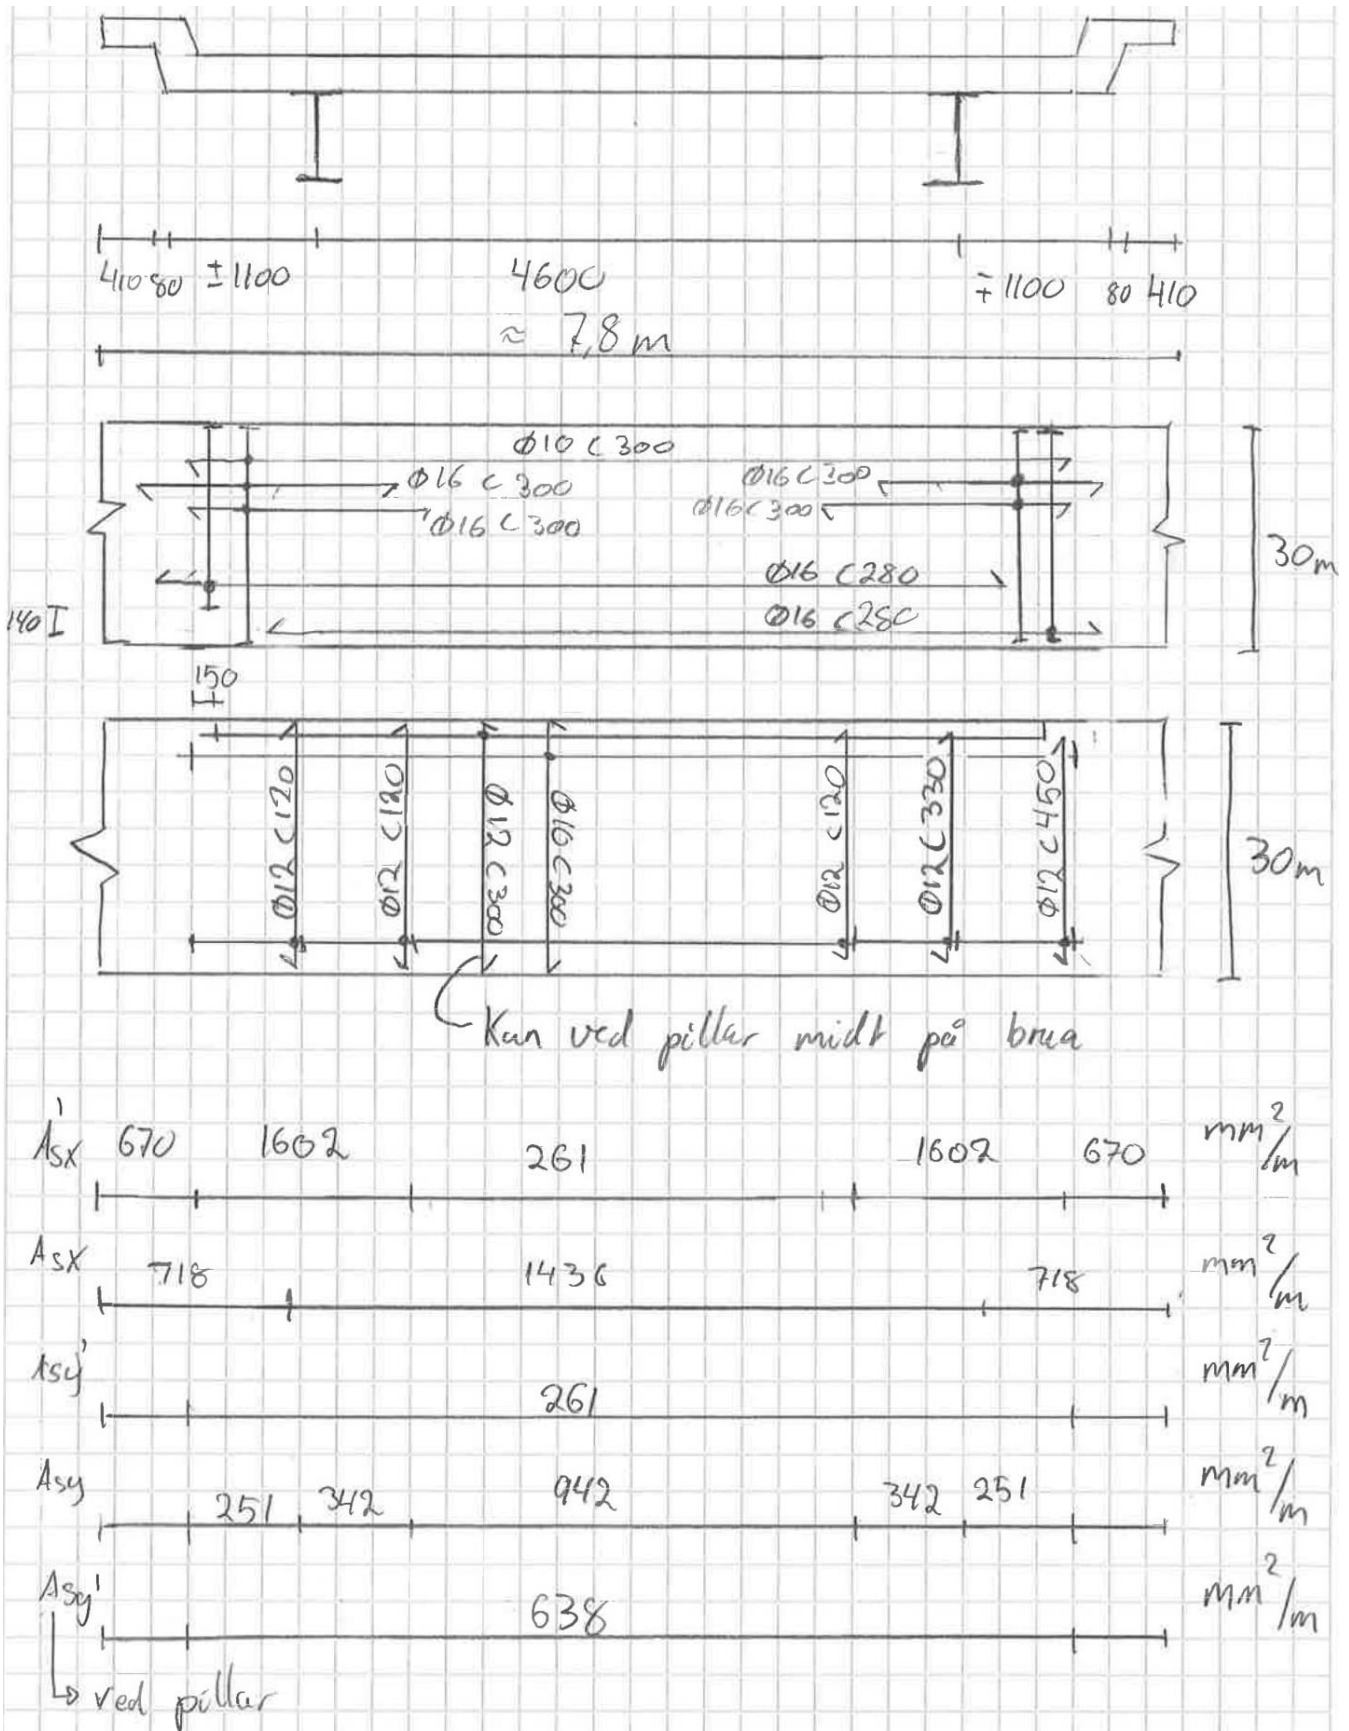 410 80 ±1100 4600 ∓1100 80 410
≈ 7,8 m
Ø10 C300
Ø16 C300 Ø16 C300
Ø16 C300 Ø16 C300
30m
Ø16 C280
140 Ø16 C280
150
Ø12 C120 Ø12 C120 Ø12 C300 Ø10 C300 Ø12 C120 Ø12 C330 Ø12 C450
30m
Kun ved pillar midt på brua
Asx' 670 1602 261 1602 670 mm²/m
Asx 718 1436 718 mm²/m
Asy' 261 mm²/m
Asy 251 342 942 342 251 mm²/m
Asy' 638 mm²/m
↳ ved pillar